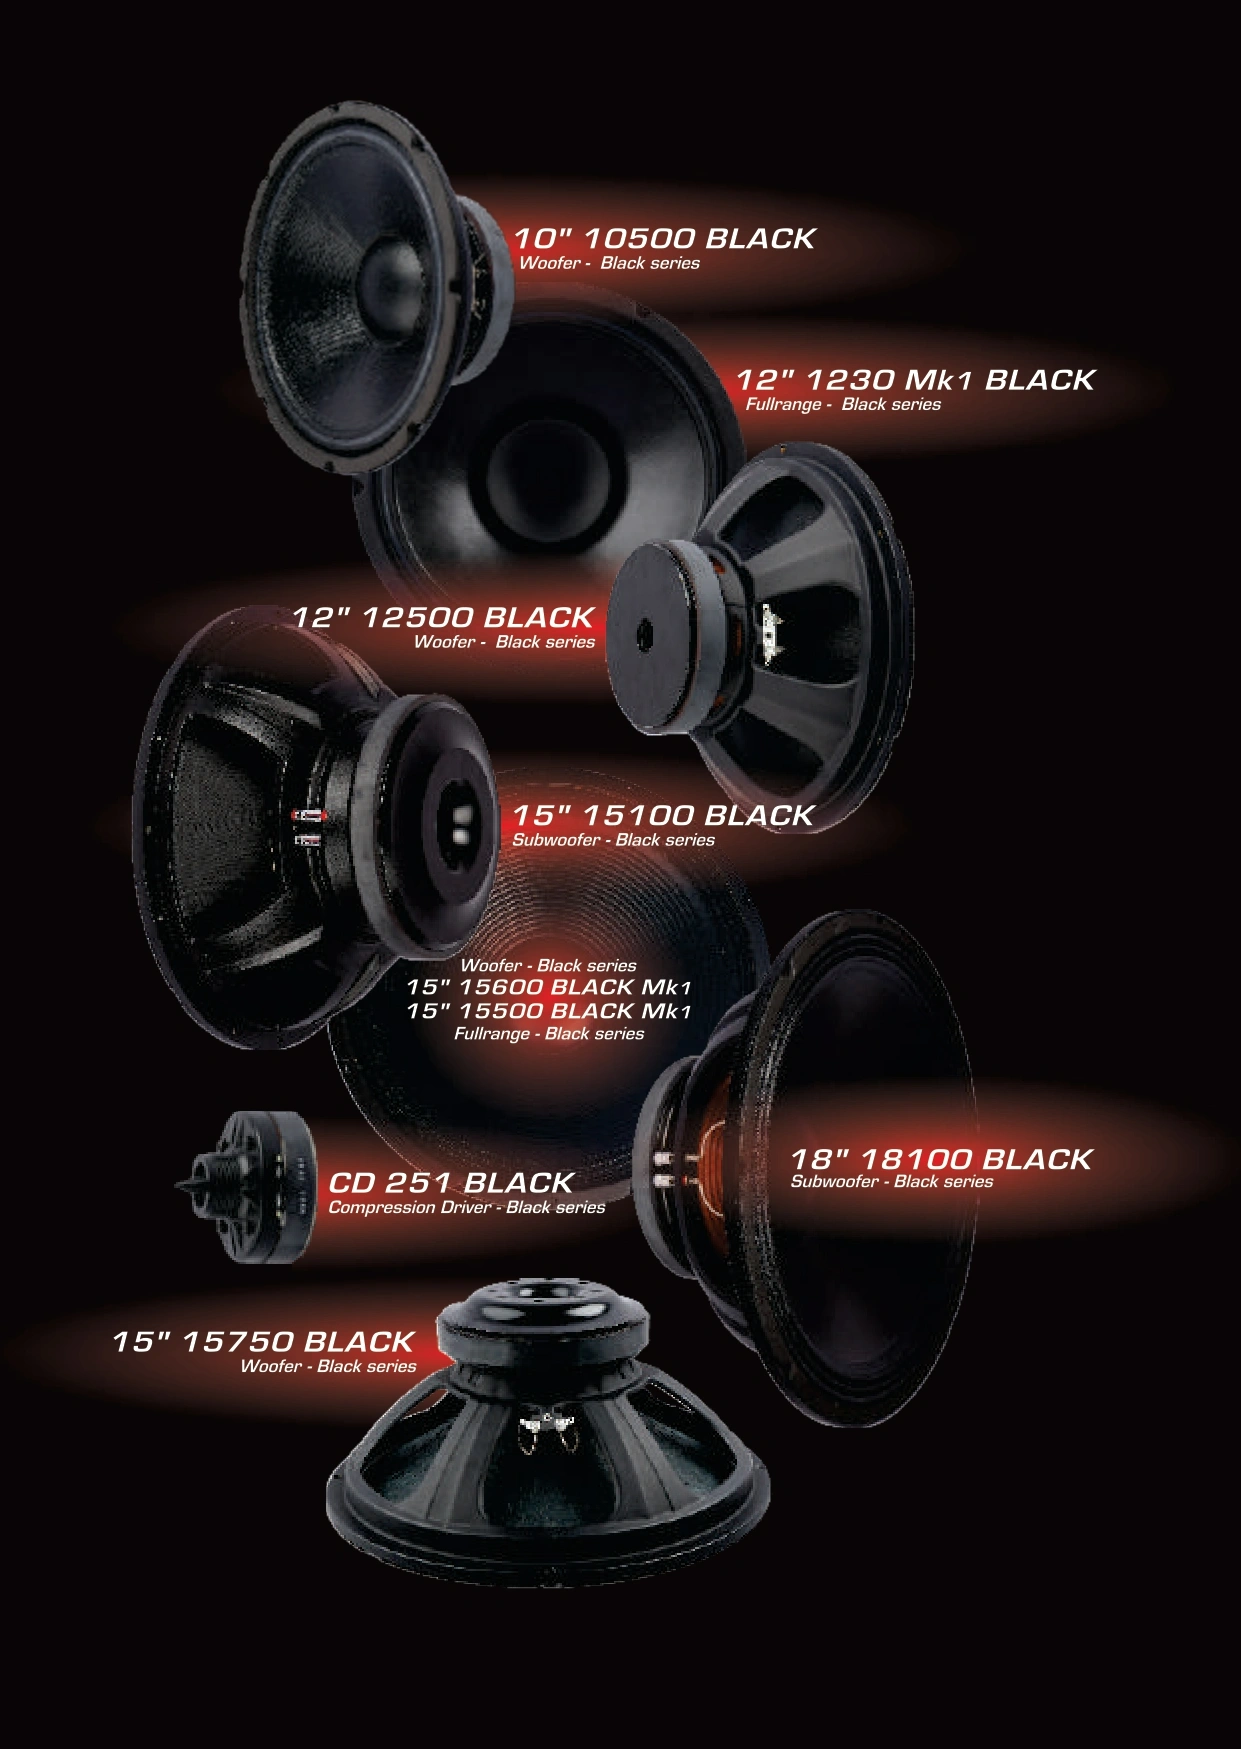 10" 10500 BLACK
Woofer - Black series
12" 1230 Mk1 BLACK
Fullrange - Black series
12" 12500 BLACK
Woofer - Black series
15" 15100 BLACK
Subwoofer - Black series
Woofer - Black series
15" 15600 BLACK Mk1
15" 15500 BLACK Mk1
Fullrange - Black series
18" 18100 BLACK
Subwoofer - Black series
CD 251 BLACK
Compression Driver - Black series
15" 15750 BLACK
Woofer - Black series